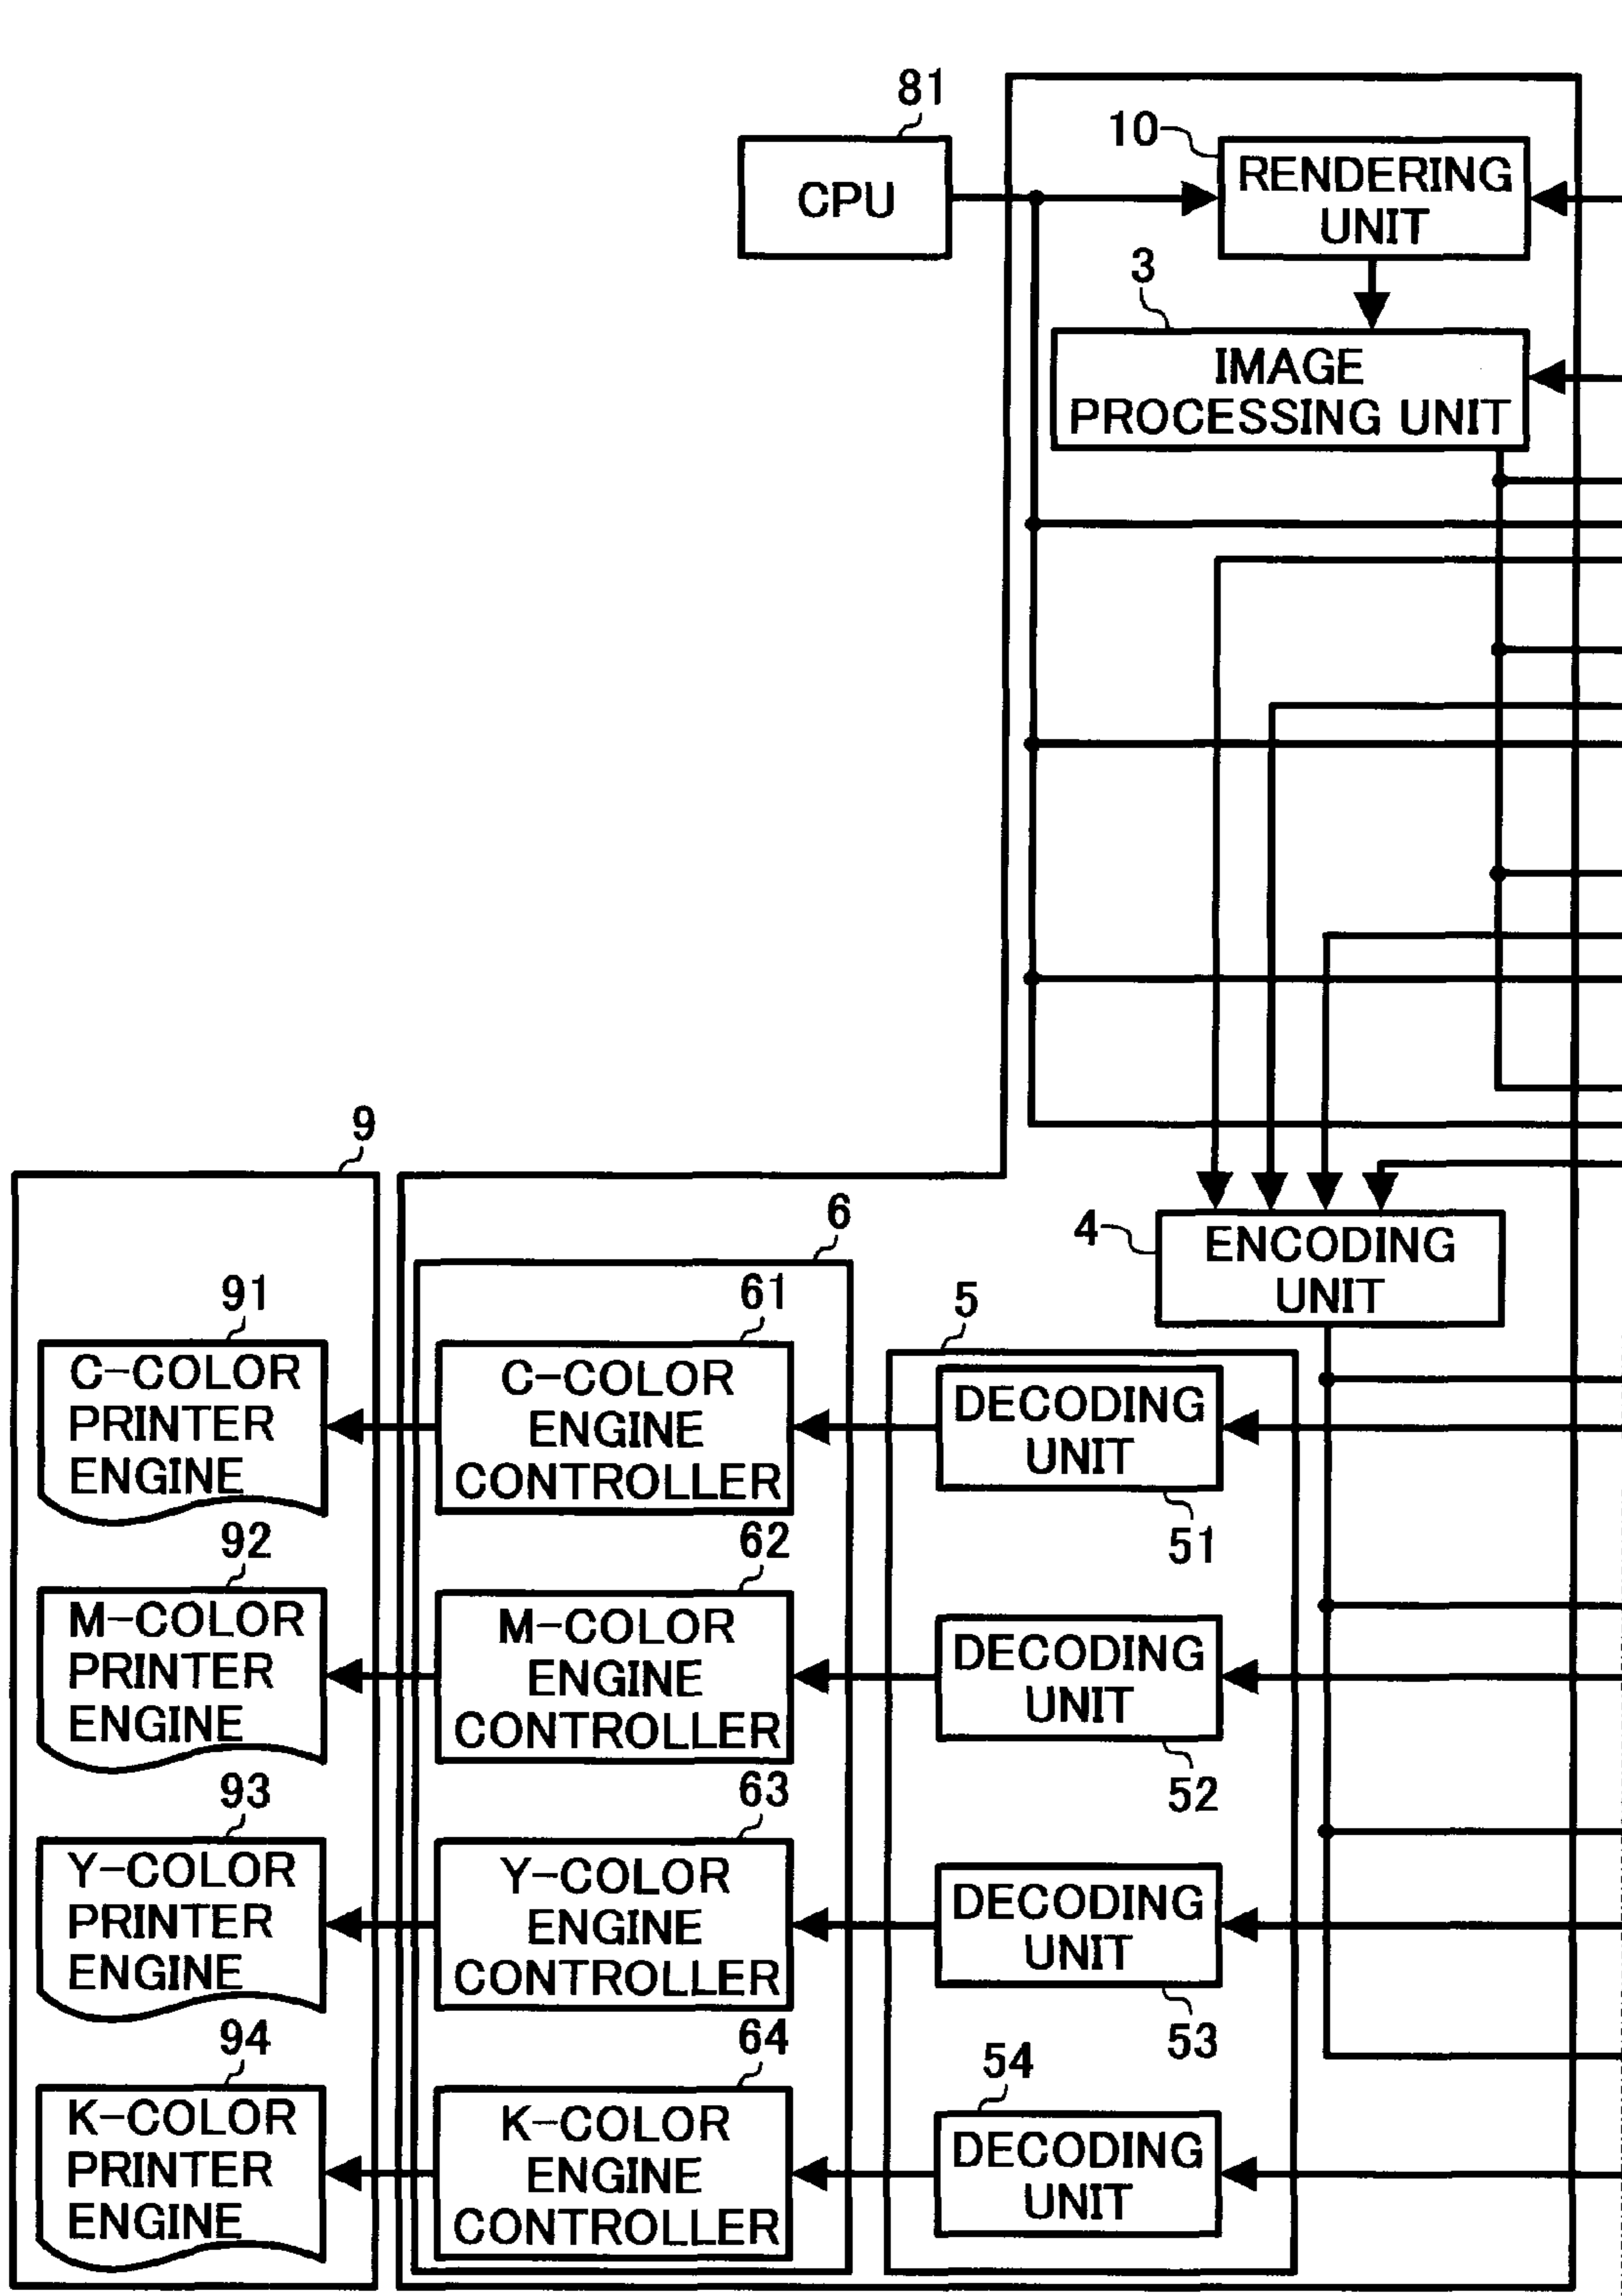 81
CPU
10
RENDERING
UNIT
3
IMAGE
PROCESSING UNIT
9
6
4
ENCODING
UNIT
91
C-COLOR
PRINTER
ENGINE
61
C-COLOR
ENGINE
CONTROLLER
5
DECODING
UNIT
51
92
M-COLOR
PRINTER
ENGINE
62
M-COLOR
ENGINE
CONTROLLER
DECODING
UNIT
52
93
Y-COLOR
PRINTER
ENGINE
63
Y-COLOR
ENGINE
CONTROLLER
DECODING
UNIT
53
94
K-COLOR
PRINTER
ENGINE
64
K-COLOR
ENGINE
CONTROLLER
54
DECODING
UNIT